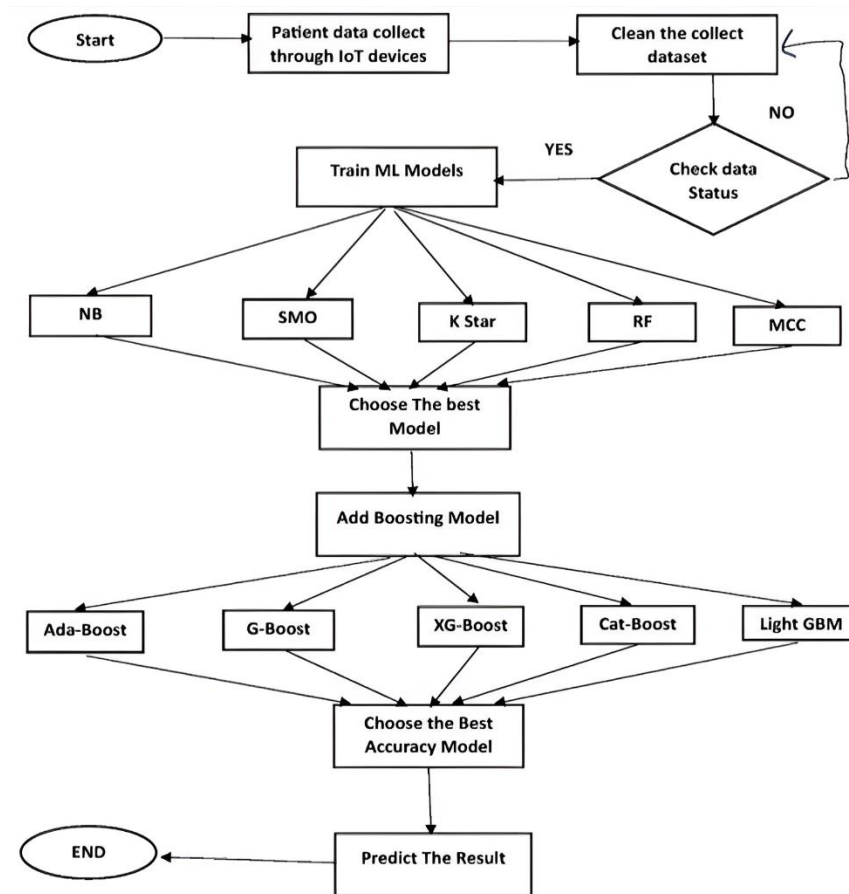 Start
Patient data collect
through IoT devices
Clean the collect
dataset
NO
YES
Check data
Status
Train ML Models
NB
SMO
K Star
RF
MCC
Choose The best
Model
Add Boosting Model
Ada-Boost
G-Boost
XG-Boost
Cat-Boost
Light GBM
Choose the Best
Accuracy Model
Predict The Result
END